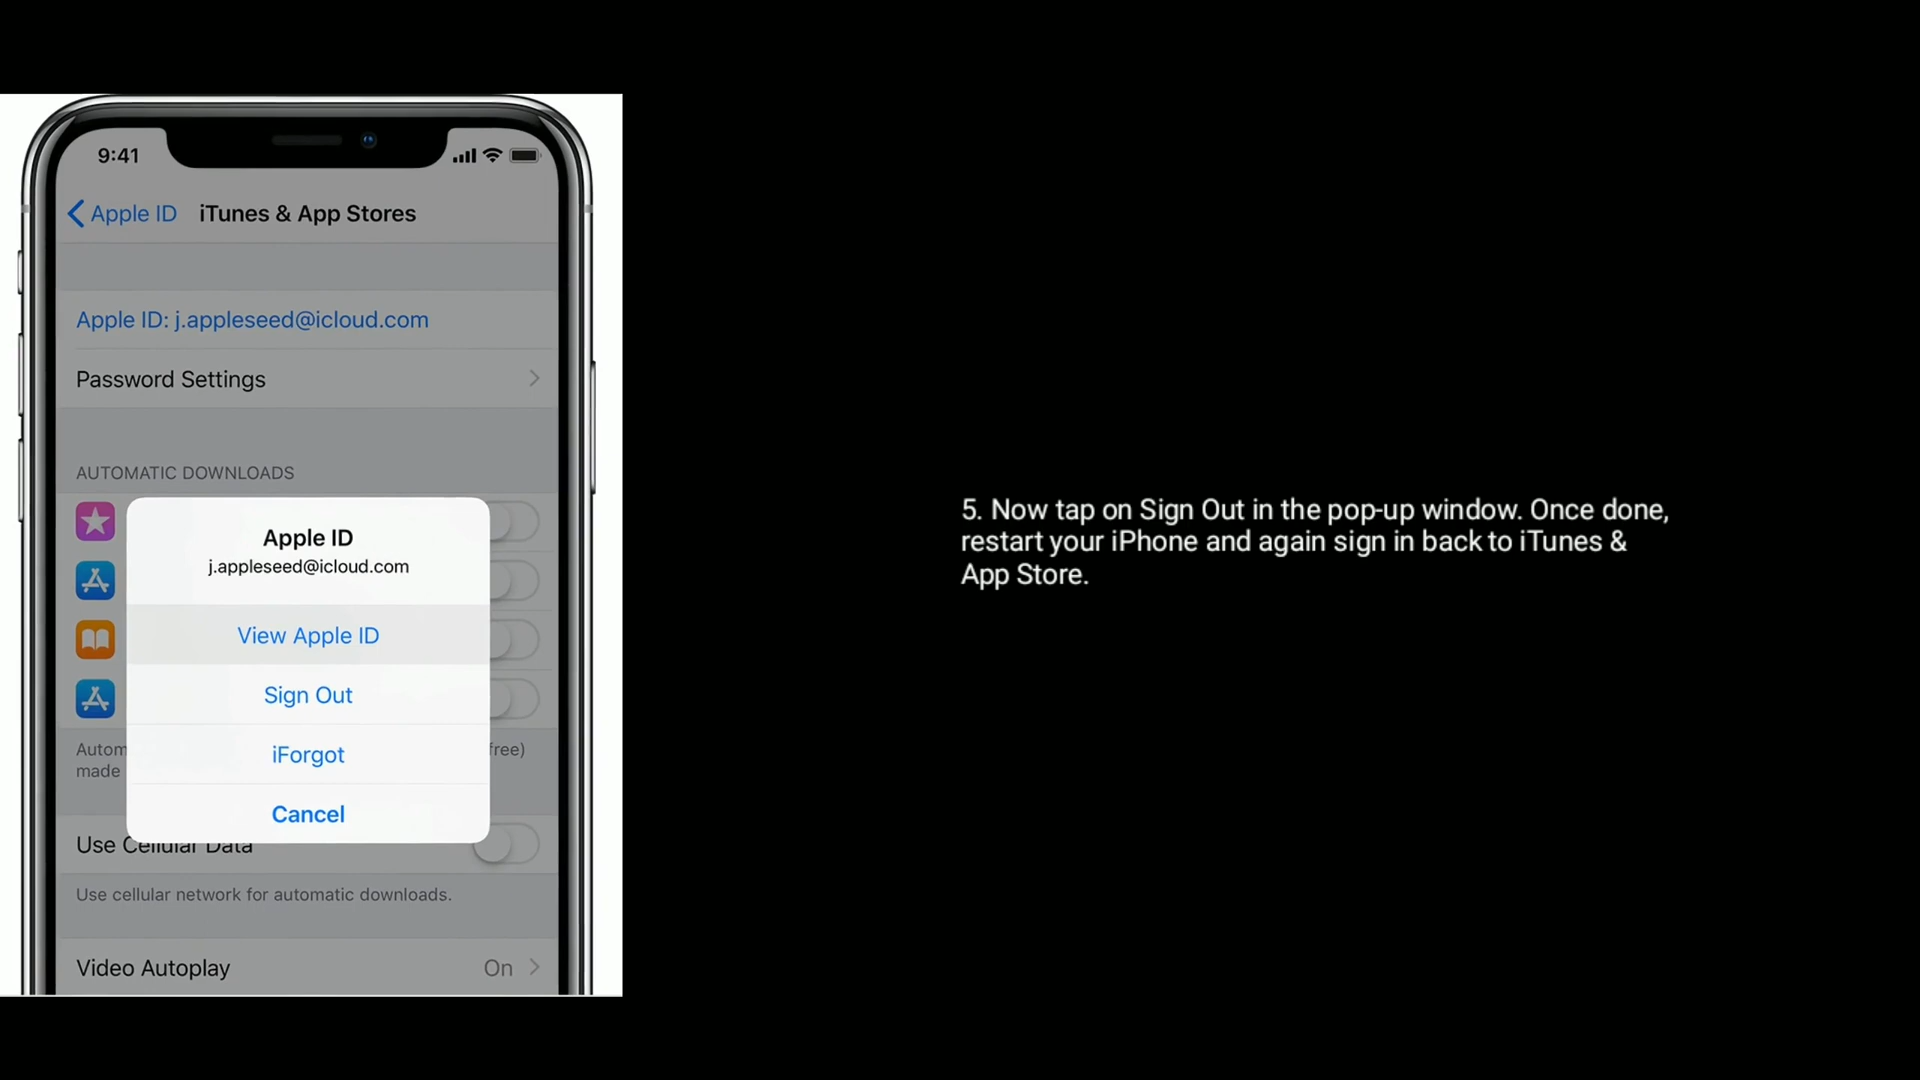 9:41
Apple ID iTunes & App Stores
Apple ID: j.appleseed@icloud.com
Password Settings
AUTOMATIC DOWNLOADS
Apple ID
j.appleseed@icloud.com
View Apple ID
Sign Out
iForgot
Autom free)
made
Cancel
Use Cellular Data
Use cellular network for automatic downloads.
Video Autoplay On
5. Now tap on Sign Out in the pop-up window. Once done,
restart your iPhone and again sign in back to iTunes &
App Store.